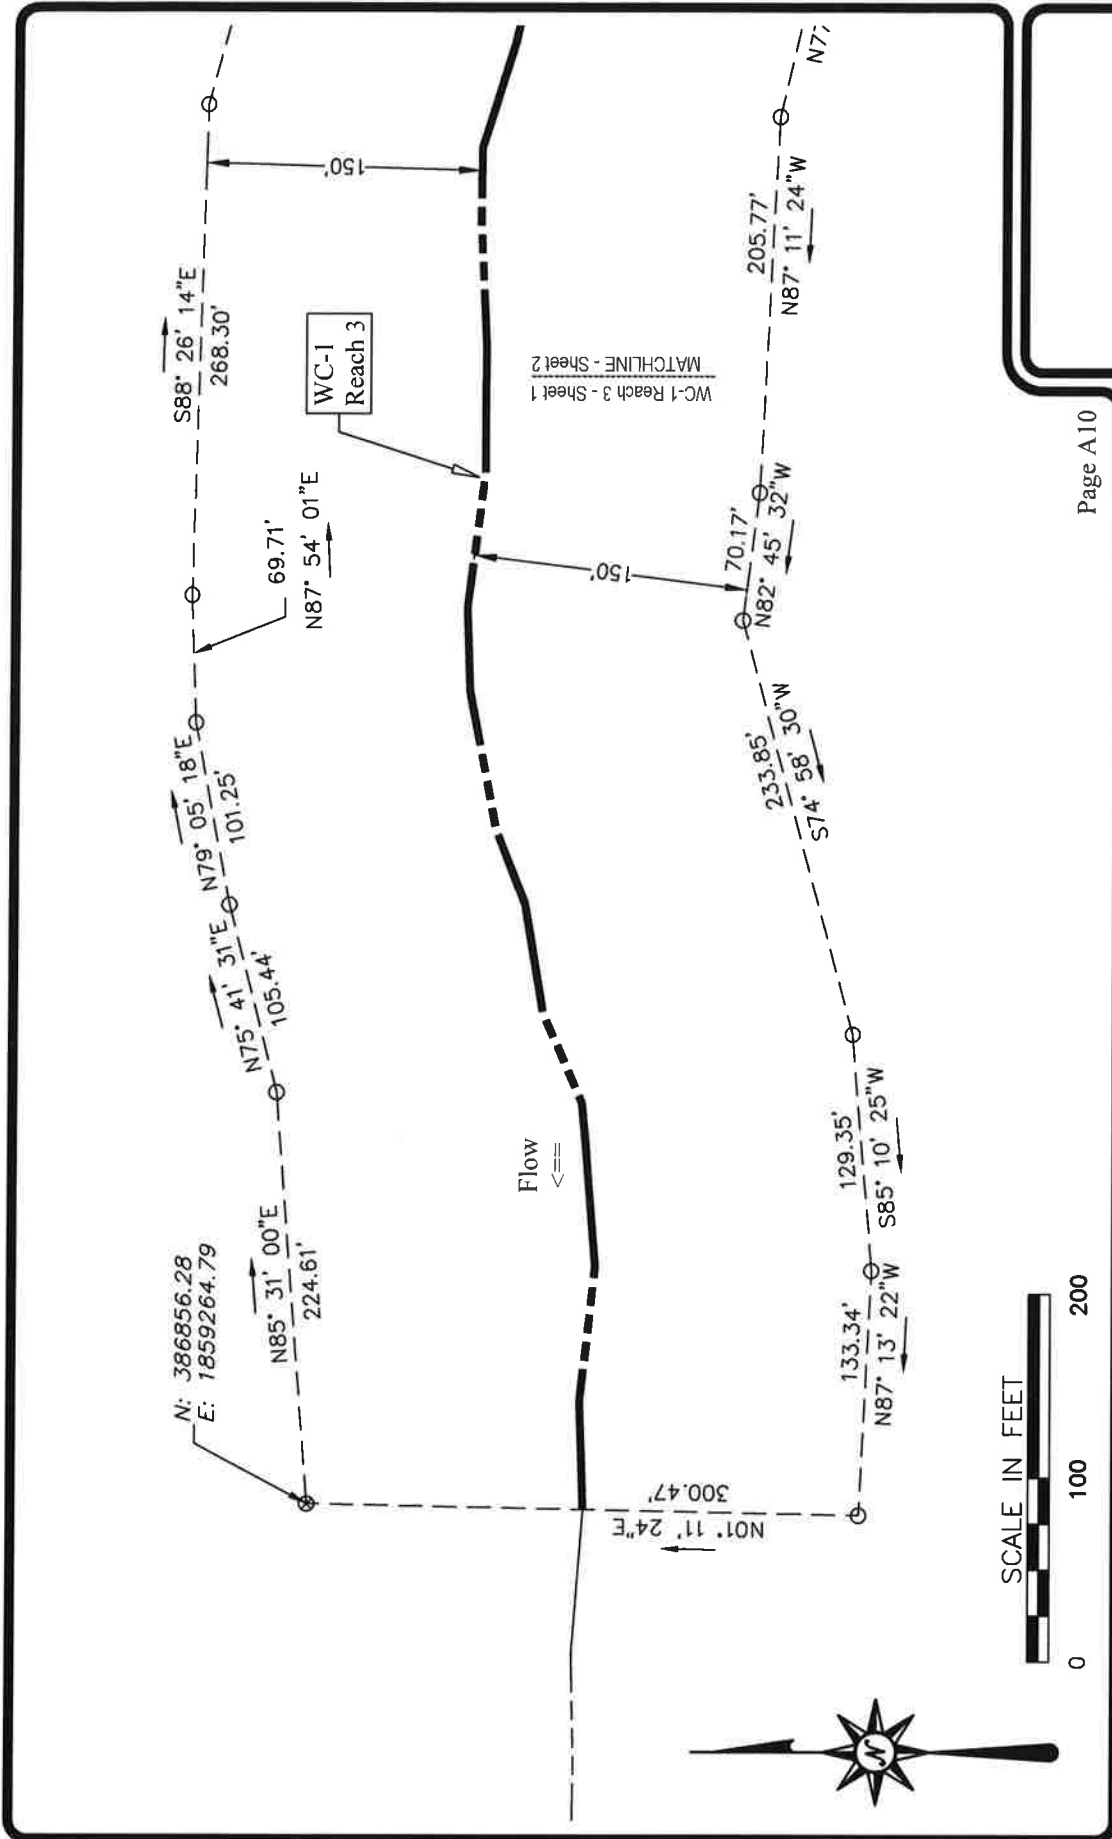 N: 386856.28
E: 1859264.79
N85° 31' 00"E
224.61'
N75° 41' 31"E
105.44'
N79° 05' 18"E
101.25'
69.71'
N87° 54' 01"E
S88° 26' 14"E
268.30'
150'
WC-1
Reach 3
Flow
<==
WC-1 Reach 3 - Sheet 1
MATCHLINE - Sheet 2
150'
N77
205.77'
N87° 11' 24"W
70.17'
N82° 45' 32"W
233.85'
S74° 58' 30"W
129.35'
S85° 10' 25"W
133.34'
N87° 13' 22"W
N01° 11' 24"E
300.47'
N
SCALE IN FEET
0 100 200
Page A10